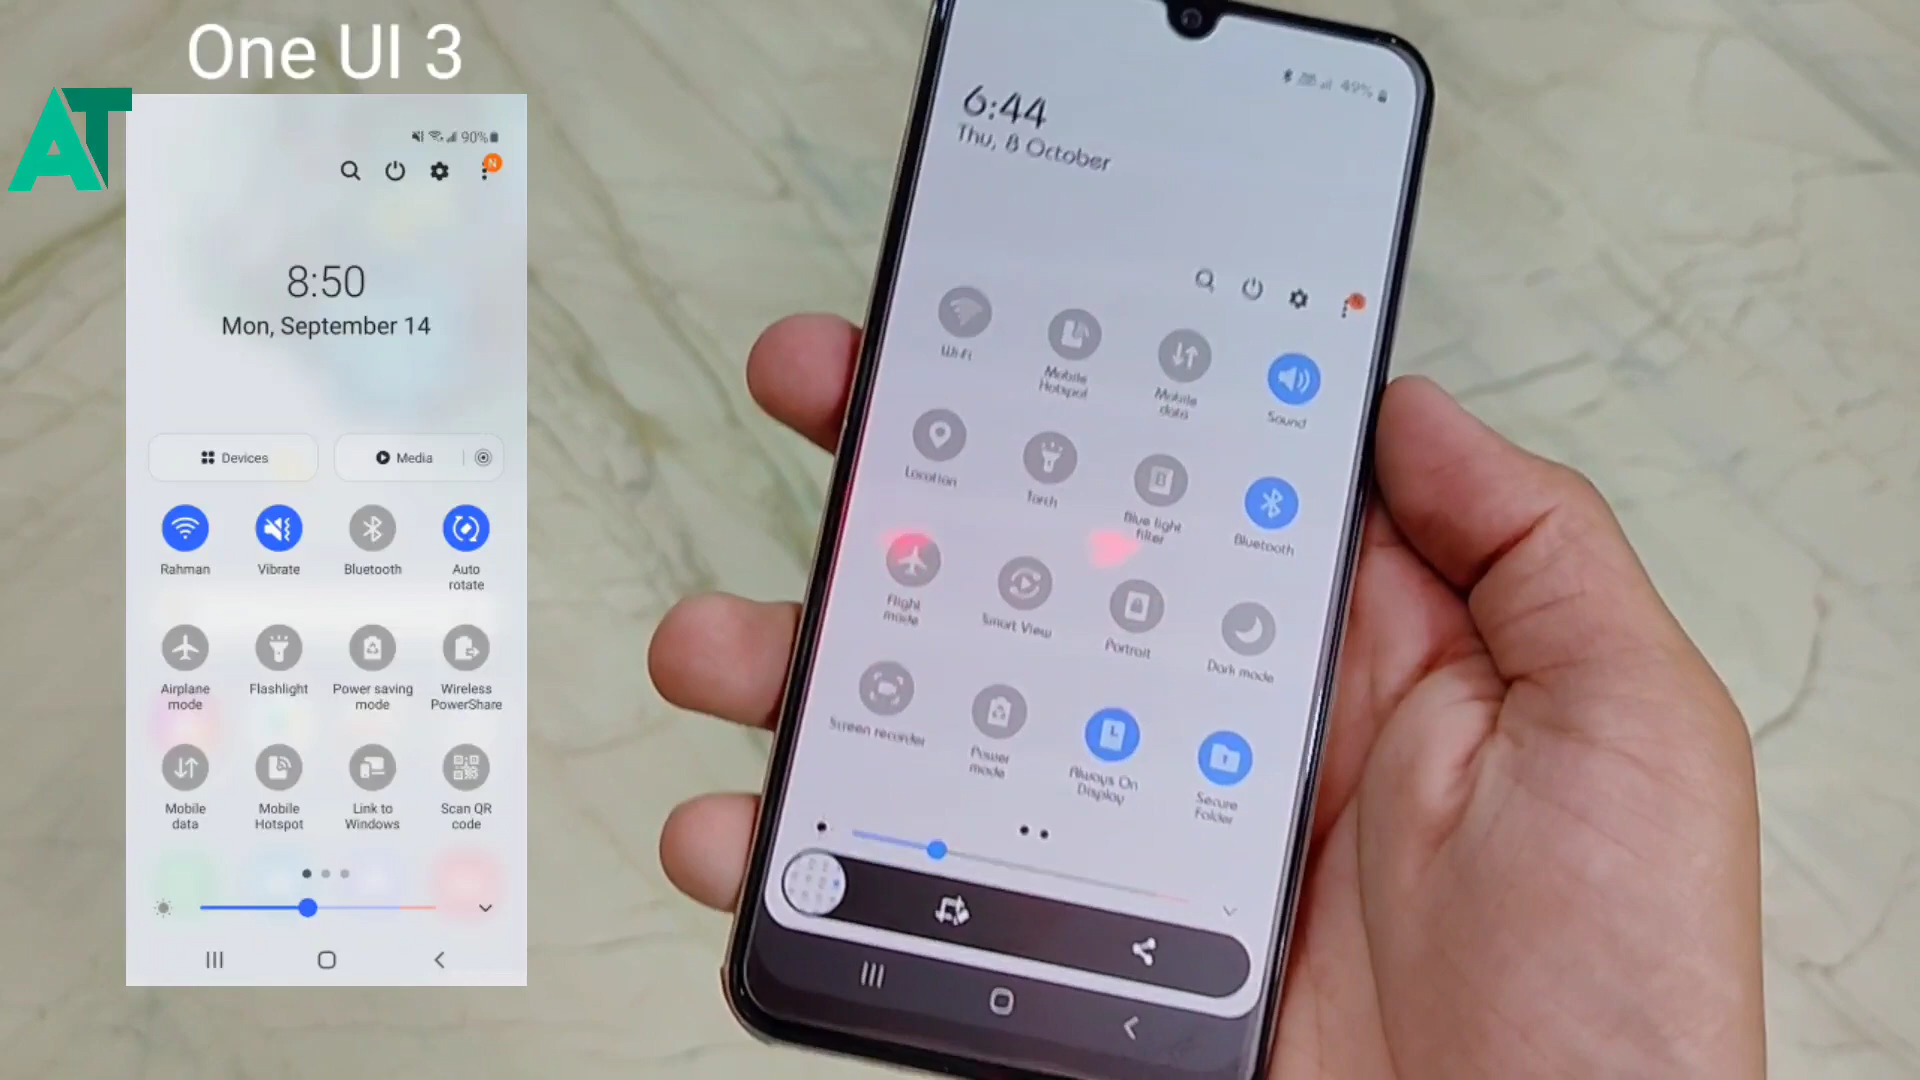 One UI 3
AT
90%
N
8:50
Mon, September 14
Devices
Media
Rahman
Vibrate
Bluetooth
Auto
rotate
Airplane
mode
Flashlight
Power saving
mode
Wireless
PowerShare
Mobile
data
Mobile
Hotspot
Link to
Windows
Scan QR
code
49%
6:44
Thu, 8 October
Wi-Fi
Mobile
Hotspot
Mobile
data
Sound
Location
Torch
Blue light
filter
Bluetooth
Flight
mode
Smart View
Portrait
Dark mode
Screen recorder
Power
mode
Always On
Display
Secure
Folder